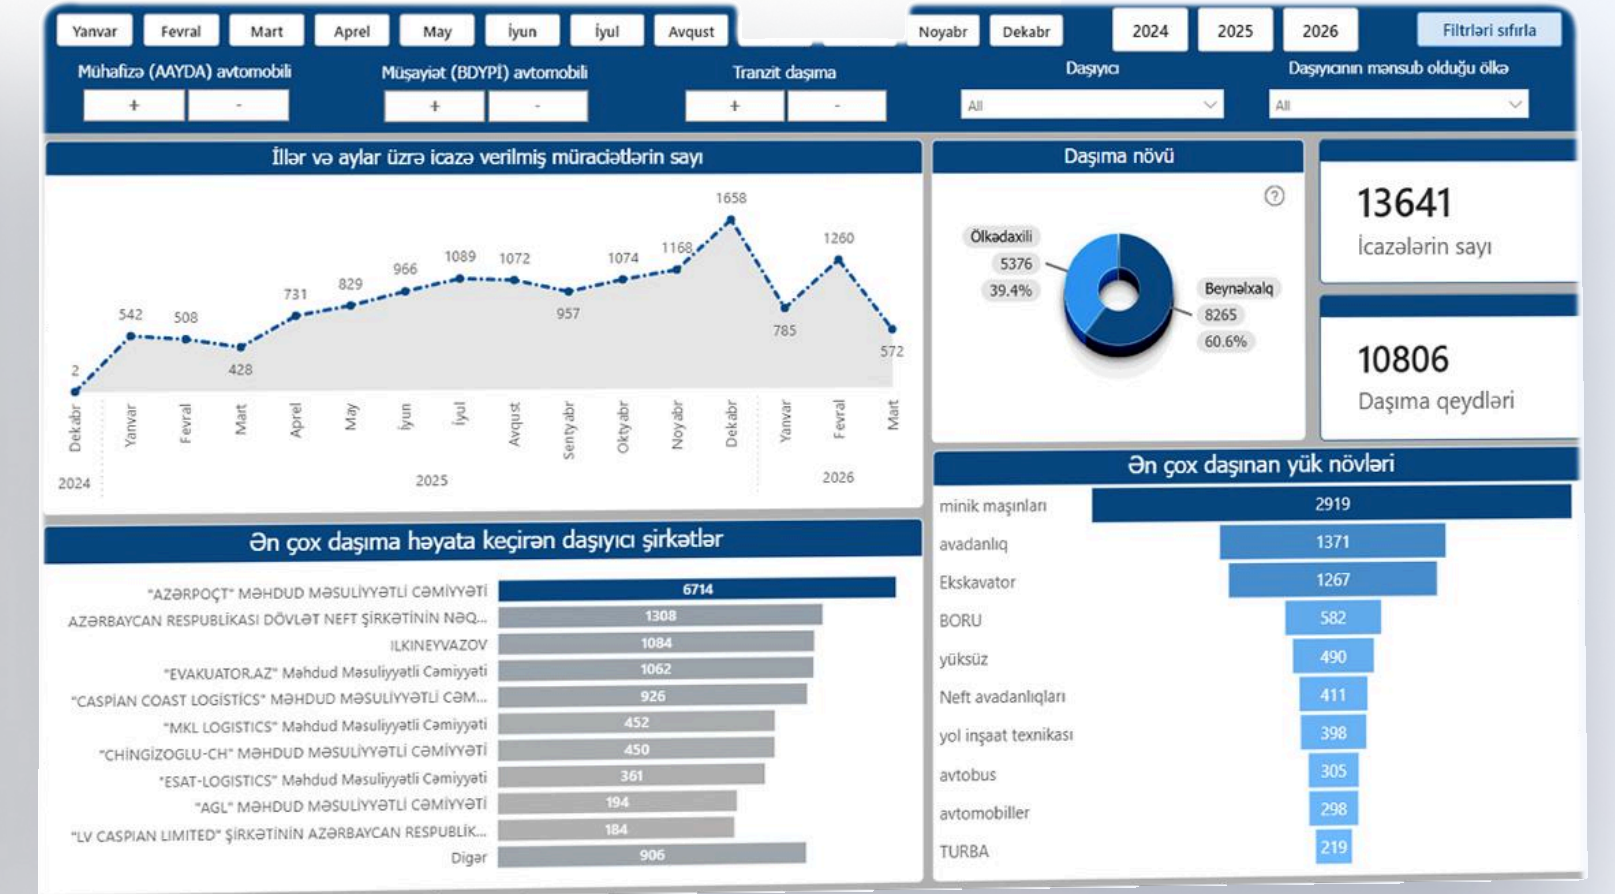 Yanvar Fevral Mart Aprel May İyun İyul Avqust Noyabr Dekabr 2024 2025 2026 Filtrləri sıfırla
Mühafizə (AAYDA) avtomobili Müşayiət (BDYPİ) avtomobili Tranzit daşıma Daşıyıcı Daşıyıcının mənsub olduğu ölkə
+ - + - + - All All
İllər və aylar üzrə icazə verilmiş müraciətlərin sayı
2
542
508
428
731
829
966
1089
1072
957
1074
1168
1658
785
1260
572
Dekabr
Yanvar
Fevral
Mart
Aprel
May
İyun
İyul
Avqust
Sentyabr
Oktyabr
Noyabr
Dekabr
Yanvar
Fevral
Mart
2024 2025 2026
Daşıma növü
?
Ölkədaxili
5376
39.4%
Beynəlxalq
8265
60.6%
13641
İcazələrin sayı
10806
Daşıma qeydləri
Ən çox daşıma həyata keçirən daşıyıcı şirkətlər
"AZƏRPOÇT" MƏHDUD MƏSULİYYƏTLİ CƏMİYYƏTİ 6714
AZƏRBAYCAN RESPUBLİKASI DÖVLƏT NEFT ŞİRKƏTİNİN NƏQ... 1308
ILKINEYVAZOV 1084
"EVAKUATOR.AZ" Məhdud Məsuliyyətli Cəmiyyəti 1062
"CASPİAN COAST LOGİSTİCS" MƏHDUD MƏSULİYYƏTLİ CƏM... 926
"MKL LOGISTICS" Məhdud Məsuliyyətli Cəmiyyəti 452
"CHİNGİZOGLU-CH" MƏHDUD MƏSULİYYƏTLİ CƏMİYYƏTİ 450
"ESAT-LOGISTICS" Məhdud Məsuliyyətli Cəmiyyəti 361
"AGL" MƏHDUD MƏSULİYYƏTLİ CƏMİYYƏTİ 194
"LV CASPIAN LIMITED" ŞİRKƏTİNİN AZƏRBAYCAN RESPUBLİK... 184
Digər 906
Ən çox daşınan yük növləri
minik maşınları 2919
avadanlıq 1371
Ekskavator 1267
BORU 582
yüksüz 490
Neft avadanlıqları 411
yol inşaat texnikası 398
avtobus 305
avtomobiller 298
TURBA 219